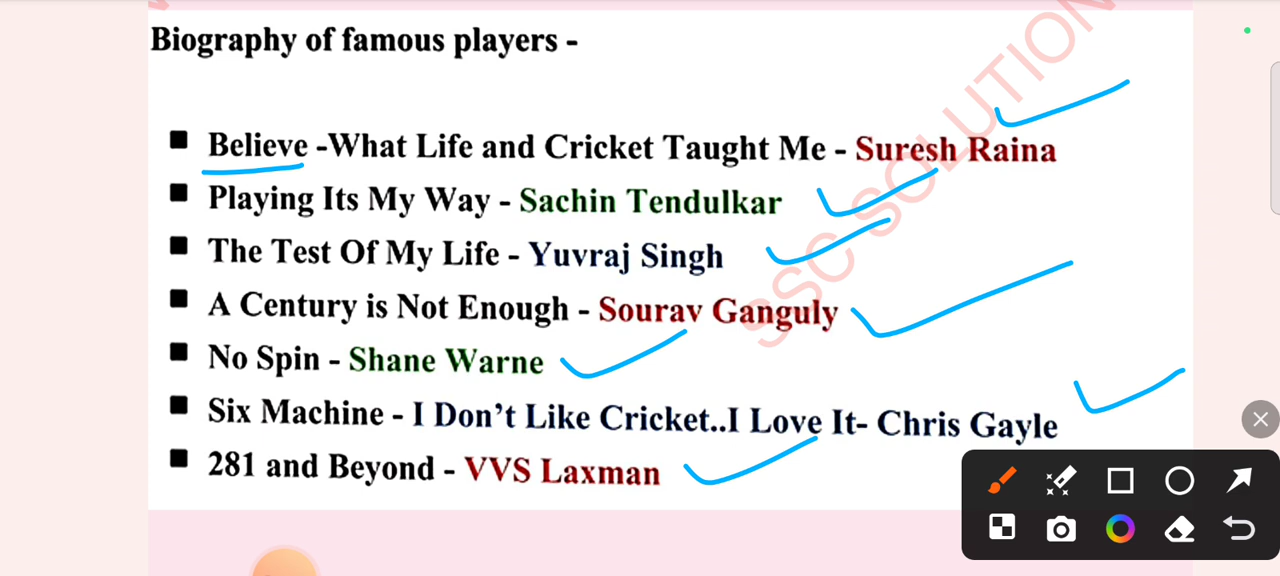 Biography of famous players -
■ Believe -What Life and Cricket Taught Me - Suresh Raina
■ Playing Its My Way - Sachin Tendulkar
■ The Test Of My Life - Yuvraj Singh
■ A Century is Not Enough - Sourav Ganguly
■ No Spin - Shane Warne
■ Six Machine - I Don't Like Cricket..I Love It- Chris Gayle
■ 281 and Beyond - VVS Laxman
SSC SOLUTION